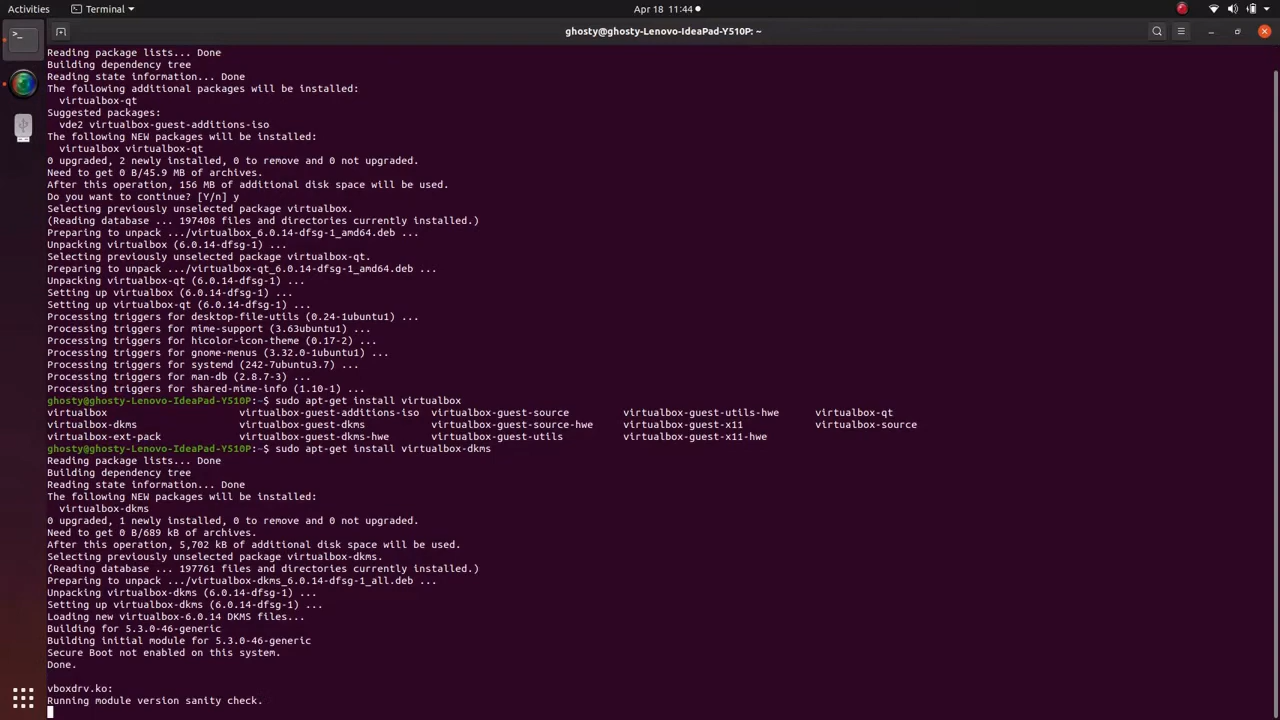 Activities
Terminal
Apr 18 11:44
ghosty@ghosty-Lenovo-IdeaPad-Y510P: ~
Reading package lists... Done
Building dependency tree
Reading state information... Done
The following additional packages will be installed:
virtualbox-qt
Suggested packages:
vde2 virtualbox-guest-additions-iso
The following NEW packages will be installed:
virtualbox virtualbox-qt
0 upgraded, 2 newly installed, 0 to remove and 0 not upgraded.
Need to get 0 B/45.9 MB of archives.
After this operation, 156 MB of additional disk space will be used.
Do you want to continue? [Y/n] y
Selecting previously unselected package virtualbox.
(Reading database ... 197408 files and directories currently installed.)
Preparing to unpack .../virtualbox_6.0.14-dfsg-1_amd64.deb ...
Unpacking virtualbox (6.0.14-dfsg-1) ...
Selecting previously unselected package virtualbox-qt.
Preparing to unpack .../virtualbox-qt_6.0.14-dfsg-1_amd64.deb ...
Unpacking virtualbox-qt (6.0.14-dfsg-1) ...
Setting up virtualbox (6.0.14-dfsg-1) ...
Setting up virtualbox-qt (6.0.14-dfsg-1) ...
Processing triggers for desktop-file-utils (0.24-1ubuntu1) ...
Processing triggers for mime-support (3.63ubuntu1) ...
Processing triggers for hicolor-icon-theme (0.17-2) ...
Processing triggers for gnome-menus (3.32.0-1ubuntu1) ...
Processing triggers for systemd (242-7ubuntu3.7) ...
Processing triggers for man-db (2.8.7-3) ...
Processing triggers for shared-mime-info (1.10-1) ...
ghosty@ghosty-Lenovo-IdeaPad-Y510P:~$ sudo apt-get install virtualbox
virtualbox virtualbox-guest-additions-iso virtualbox-guest-source virtualbox-guest-utils-hwe virtualbox-qt
virtualbox-dkms virtualbox-guest-dkms virtualbox-guest-source-hwe virtualbox-guest-x11 virtualbox-source
virtualbox-ext-pack virtualbox-guest-dkms-hwe virtualbox-guest-utils virtualbox-guest-x11-hwe
ghosty@ghosty-Lenovo-IdeaPad-Y510P:~$ sudo apt-get install virtualbox-dkms
Reading package lists... Done
Building dependency tree
Reading state information... Done
The following NEW packages will be installed:
virtualbox-dkms
0 upgraded, 1 newly installed, 0 to remove and 0 not upgraded.
Need to get 0 B/689 kB of archives.
After this operation, 5,702 kB of additional disk space will be used.
Selecting previously unselected package virtualbox-dkms.
(Reading database ... 197761 files and directories currently installed.)
Preparing to unpack .../virtualbox-dkms_6.0.14-dfsg-1_all.deb ...
Unpacking virtualbox-dkms (6.0.14-dfsg-1) ...
Setting up virtualbox-dkms (6.0.14-dfsg-1) ...
Loading new virtualbox-6.0.14 DKMS files...
Building for 5.3.0-46-generic
Building initial module for 5.3.0-46-generic
Secure Boot not enabled on this system.
Done.
vboxdrv.ko:
Running module version sanity check.